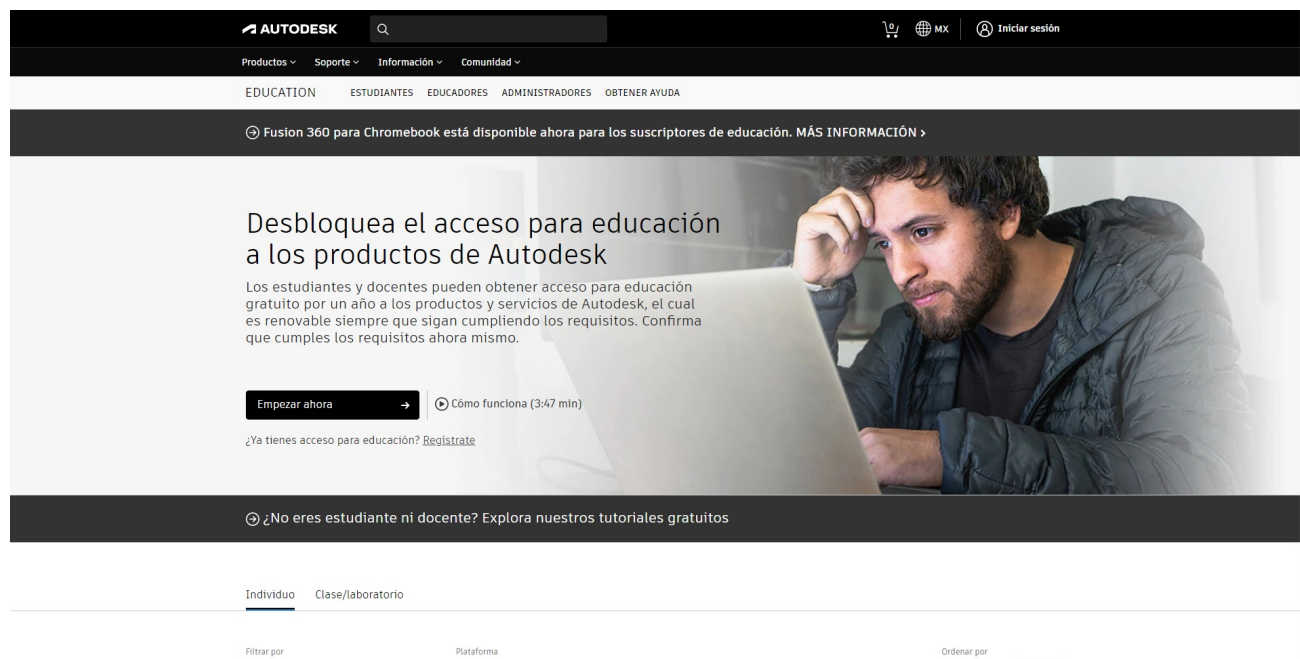 AUTODESK
0
MX
Iniciar sesión
Productos
Soporte
Información
Comunidad
EDUCATION
ESTUDIANTES
EDUCADORES
ADMINISTRADORES
OBTENER AYUDA
Fusion 360 para Chromebook está disponible ahora para los suscriptores de educación. MÁS INFORMACIÓN >
Desbloquea el acceso para educación
a los productos de Autodesk
Los estudiantes y docentes pueden obtener acceso para educación
gratuito por un año a los productos y servicios de Autodesk, el cual
es renovable siempre que sigan cumpliendo los requisitos. Confirma
que cumples los requisitos ahora mismo.
Empezar ahora →
Cómo funciona (3:47 min)
¿Ya tienes acceso para educación? Registrate
¿No eres estudiante ni docente? Explora nuestros tutoriales gratuitos
Individuo
Clase/laboratorio
Filtrar por
Plataforma
Ordenar por